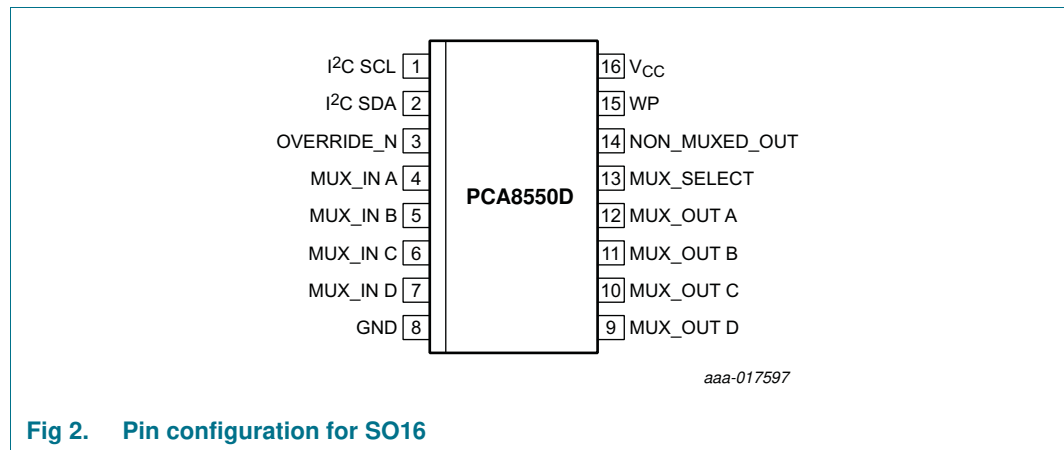 I²C SCL 1
I²C SDA 2
OVERRIDE_N 3
MUX_IN A 4
MUX_IN B 5
MUX_IN C 6
MUX_IN D 7
GND 8
PCA8550D
16 VCC
15 WP
14 NON_MUXED_OUT
13 MUX_SELECT
12 MUX_OUT A
11 MUX_OUT B
10 MUX_OUT C
9 MUX_OUT D
aaa-017597
Fig 2. Pin configuration for SO16